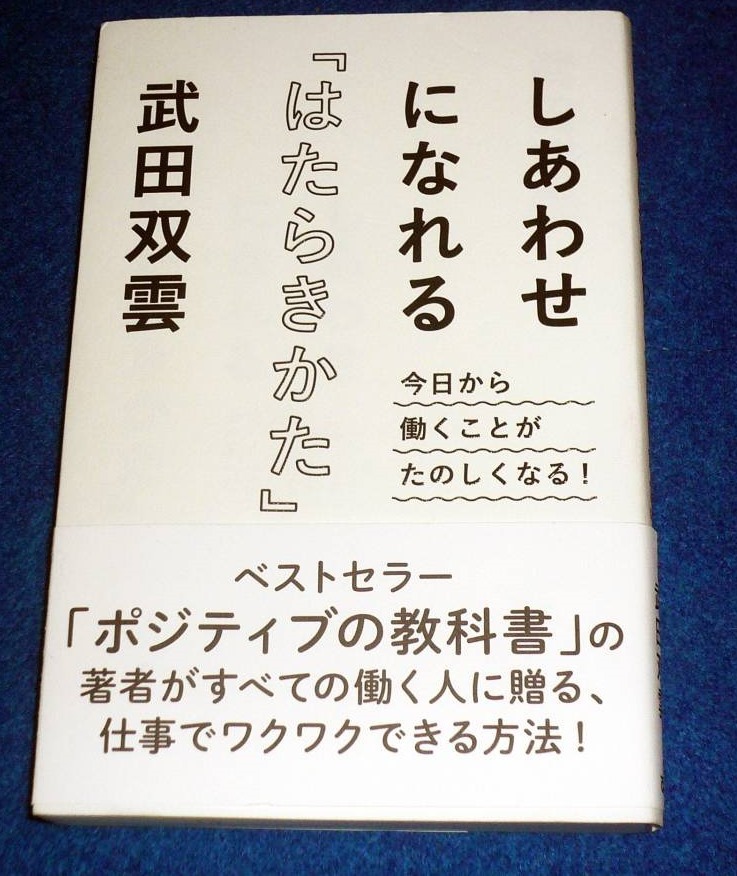 しあわせ
になれる
『はたらきかた』
武田双雲
今日から
働くことが
たのしくなる！
ベストセラー
「ポジティブの教科書」の
著者がすべての働く人に贈る、
仕事でワクワクできる方法！